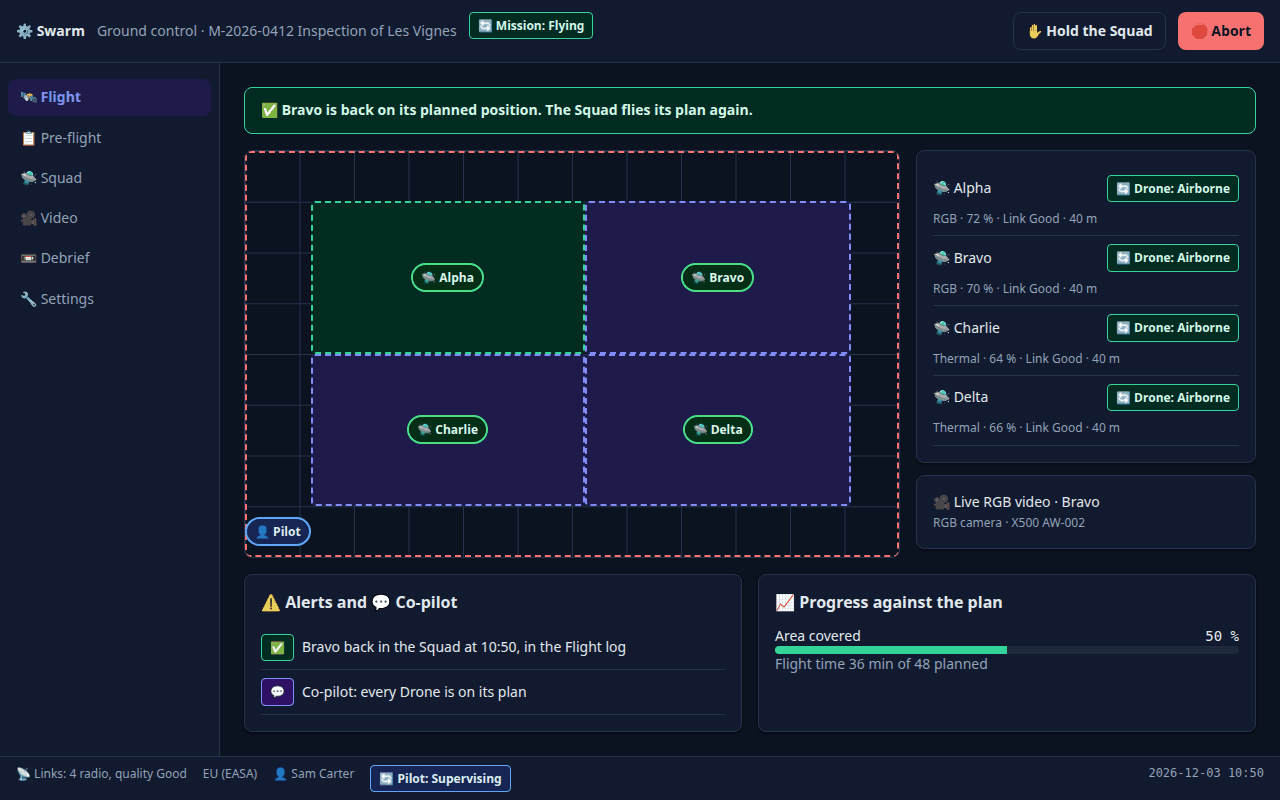 ⚙️ Swarm
Ground control · M-2026-0412 Inspection of Les Vignes
🔄 Mission: Flying
✋ Hold the Squad
🛑 Abort
🛰️ Flight
📋 Pre-flight
🛸 Squad
🎥 Video
📼 Debrief
🔧 Settings
✅ Bravo is back on its planned position. The Squad flies its plan again.
🛸 Alpha
🛸 Bravo
🛸 Charlie
🛸 Delta
👤 Pilot
🛸 Alpha
🔄 Drone: Airborne
RGB · 72 % · Link Good · 40 m
🛸 Bravo
🔄 Drone: Airborne
RGB · 70 % · Link Good · 40 m
🛸 Charlie
🔄 Drone: Airborne
Thermal · 64 % · Link Good · 40 m
🛸 Delta
🔄 Drone: Airborne
Thermal · 66 % · Link Good · 40 m
🎥 Live RGB video · Bravo
RGB camera · X500 AW-002
⚠️ Alerts and 💬 Co-pilot
✅ Bravo back in the Squad at 10:50, in the Flight log
💬 Co-pilot: every Drone is on its plan
📈 Progress against the plan
Area covered 50 %
Flight time 36 min of 48 planned
📡 Links: 4 radio, quality Good
EU (EASA)
👤 Sam Carter
🔄 Pilot: Supervising
2026-12-03 10:50